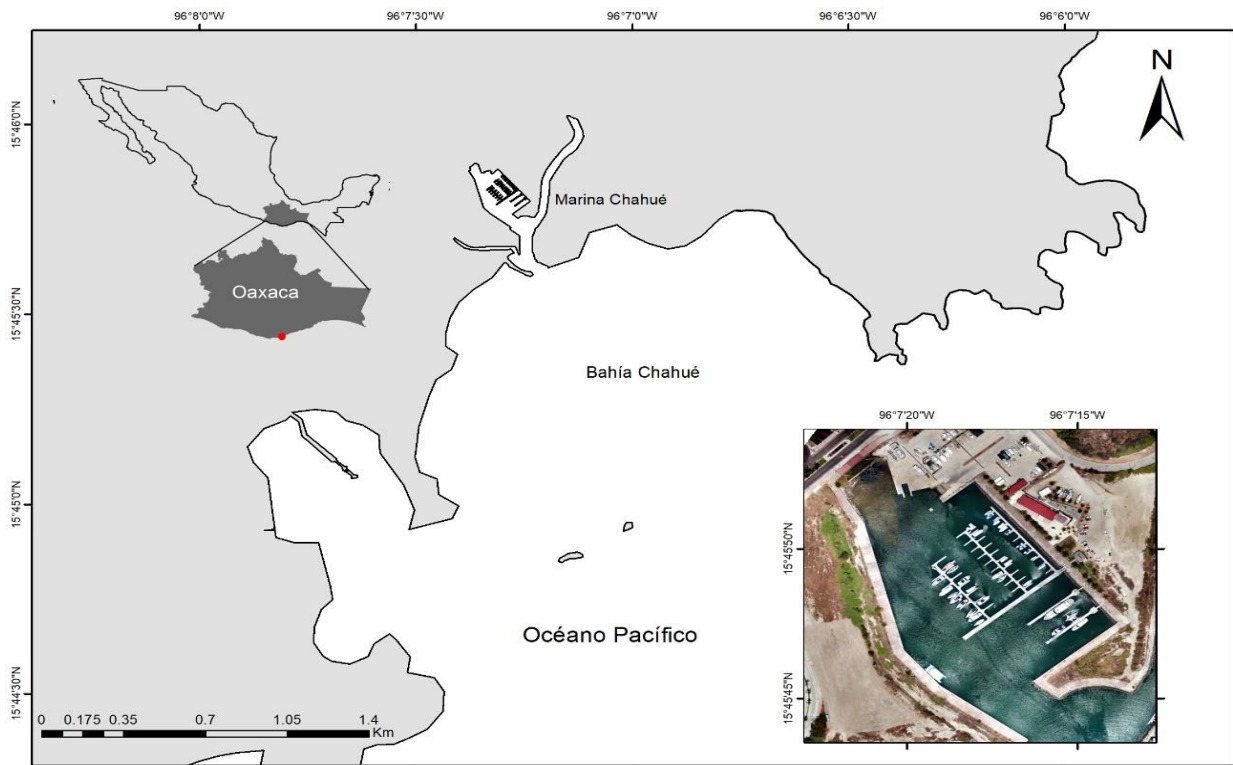 96°8'0"W 96°7'30"W 96°7'0"W 96°6'30"W 96°6'0"W
N
15°46'0"N
Marina Chahué
Oaxaca
15°45'30"N
Bahía Chahué
96°7'20"W 96°7'15"W
15°45'0"N
15°45'50"N
Océano Pacífico
15°44'30"N
15°45'45"N
0 0.175 0.35 0.7 1.05 1.4
Km